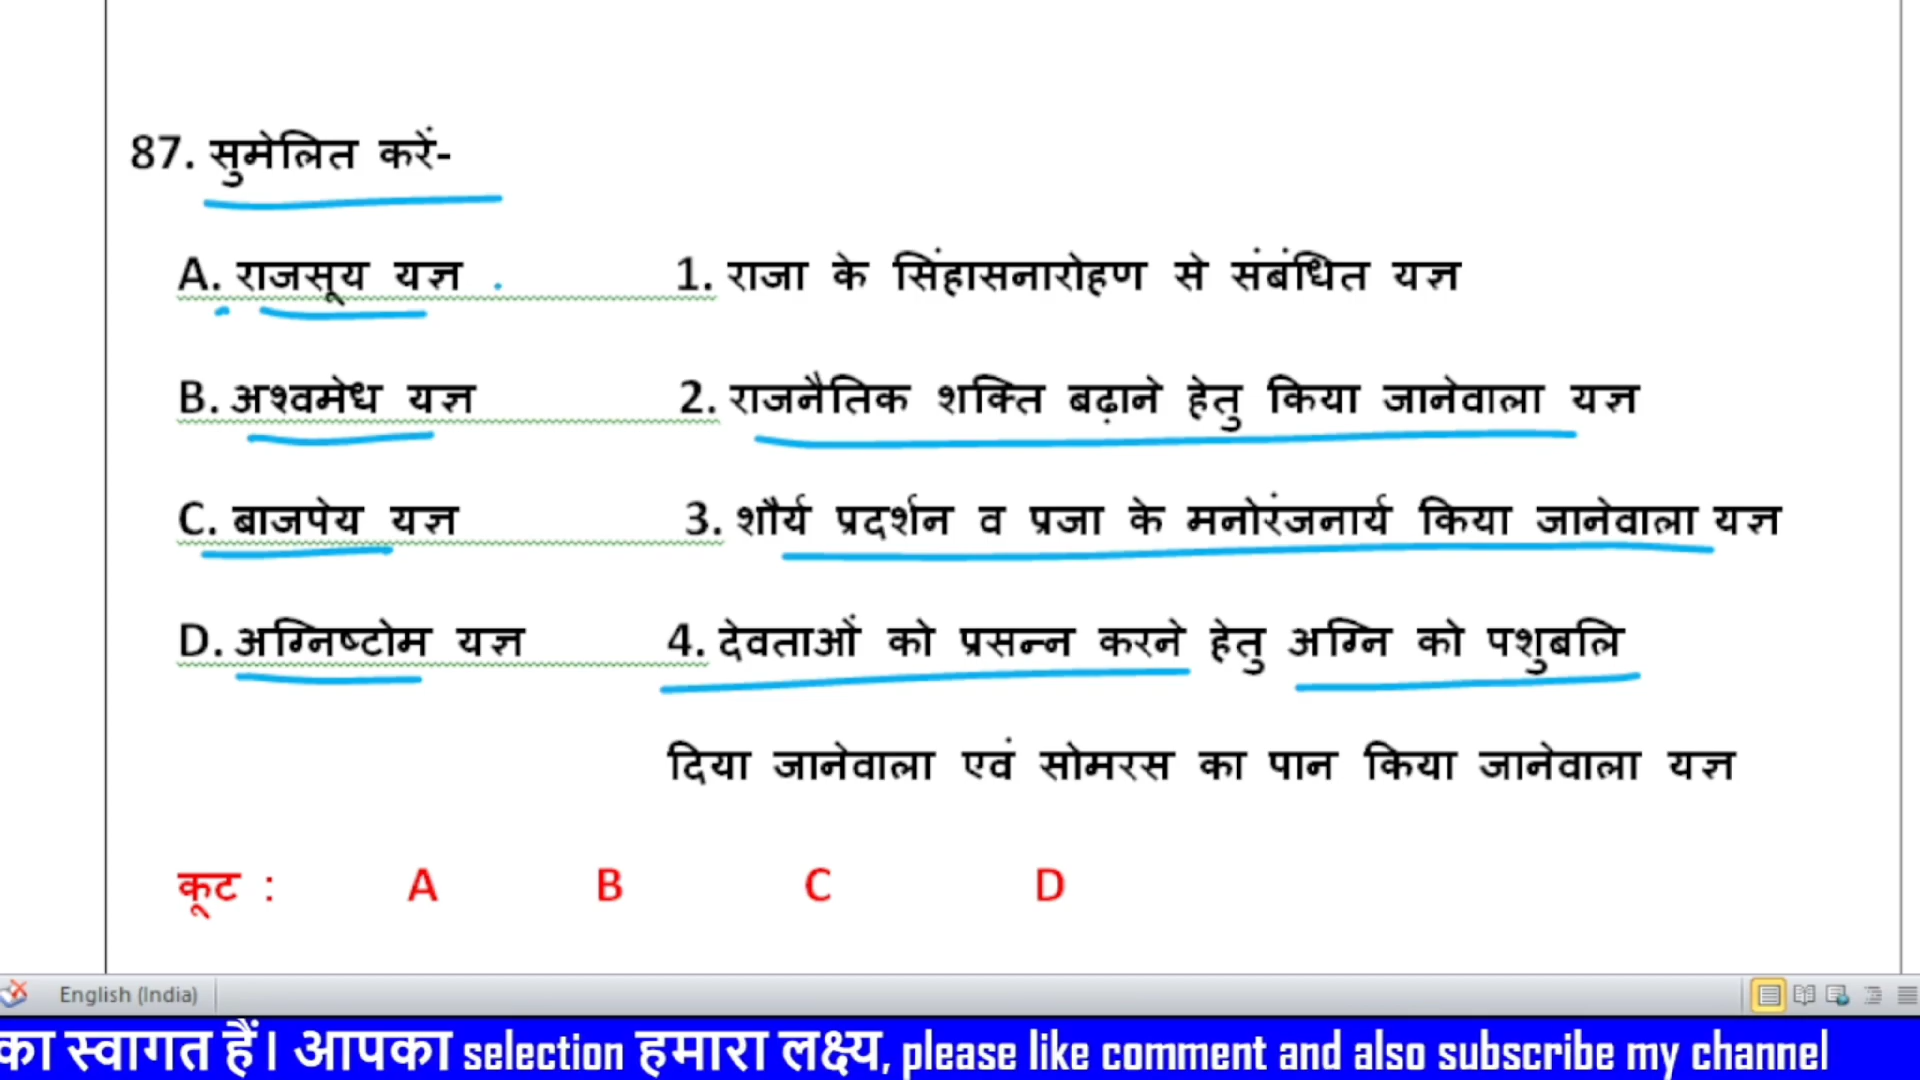 87. सुमेलित करें-
A. राजसूय यज्ञ 1. राजा के सिंहासनारोहण से संबंधित यज्ञ
B. अश्वमेध यज्ञ 2. राजनैतिक शक्ति बढ़ाने हेतु किया जानेवाला यज्ञ
C. बाजपेय यज्ञ 3. शौर्य प्रदर्शन व प्रजा के मनोरंजनार्य किया जानेवाला यज्ञ
D. अग्निष्टोम यज्ञ 4. देवताओं को प्रसन्न करने हेतु अग्नि को पशुबलि
दिया जानेवाला एवं सोमरस का पान किया जानेवाला यज्ञ
कूट : A B C D
English (India)
का स्वागत हैं। आपका selection हमारा लक्ष्य, please like comment and also subscribe my channel